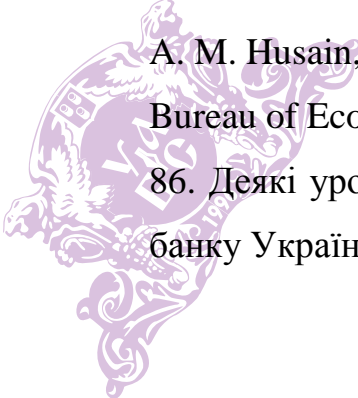 A. M. Husain,
Bureau of Eco
86. Деякі уро
банку Україн